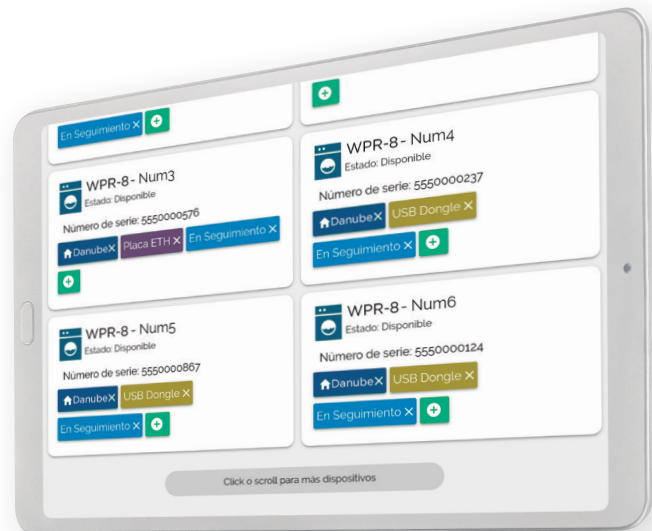 En Seguimiento ×
WPR-8 - Num3
Estado: Disponible
Número de serie: 5550000576
Danube × Placa ETH × En Seguimiento ×
WPR-8 - Num4
Estado: Disponible
Número de serie: 5550000237
Danube × USB Dongle ×
En Seguimiento ×
WPR-8 - Num5
Estado: Disponible
Número de serie: 5550000867
Danube × USB Dongle ×
En Seguimiento ×
WPR-8 - Num6
Estado: Disponible
Número de serie: 5550000124
Danube × USB Dongle ×
En Seguimiento ×
Click o scroll para más dispositivos